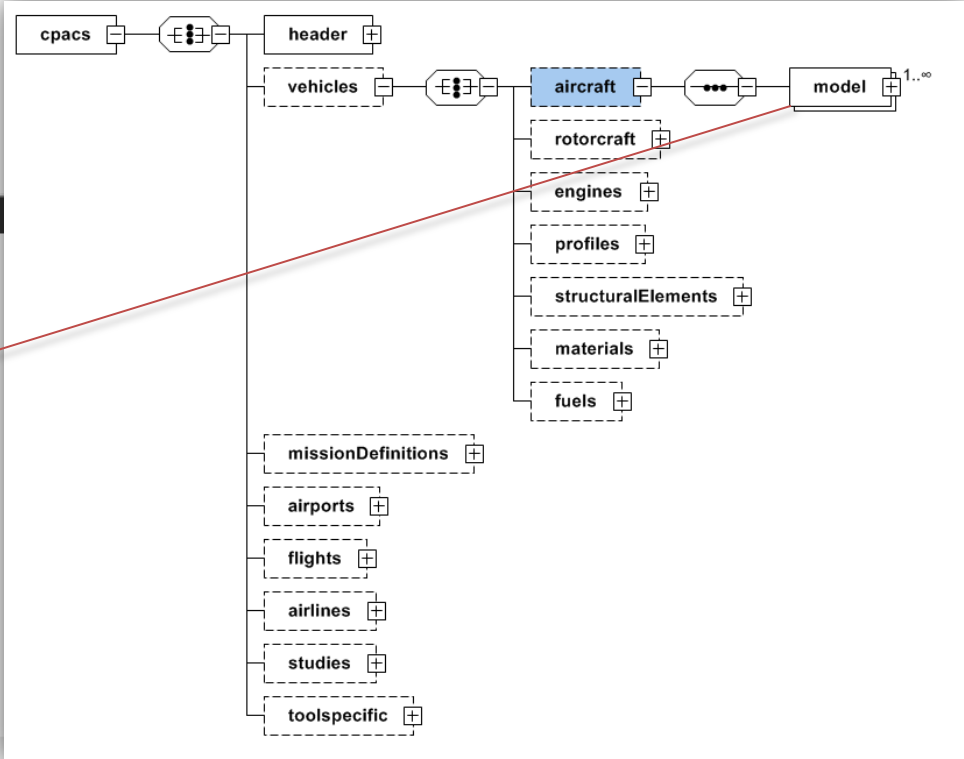 cpacs
header
vehicles
aircraft
model
1..∞
rotorcraft
engines
profiles
structuralElements
materials
fuels
missionDefinitions
airports
flights
airlines
studies
toolspecific